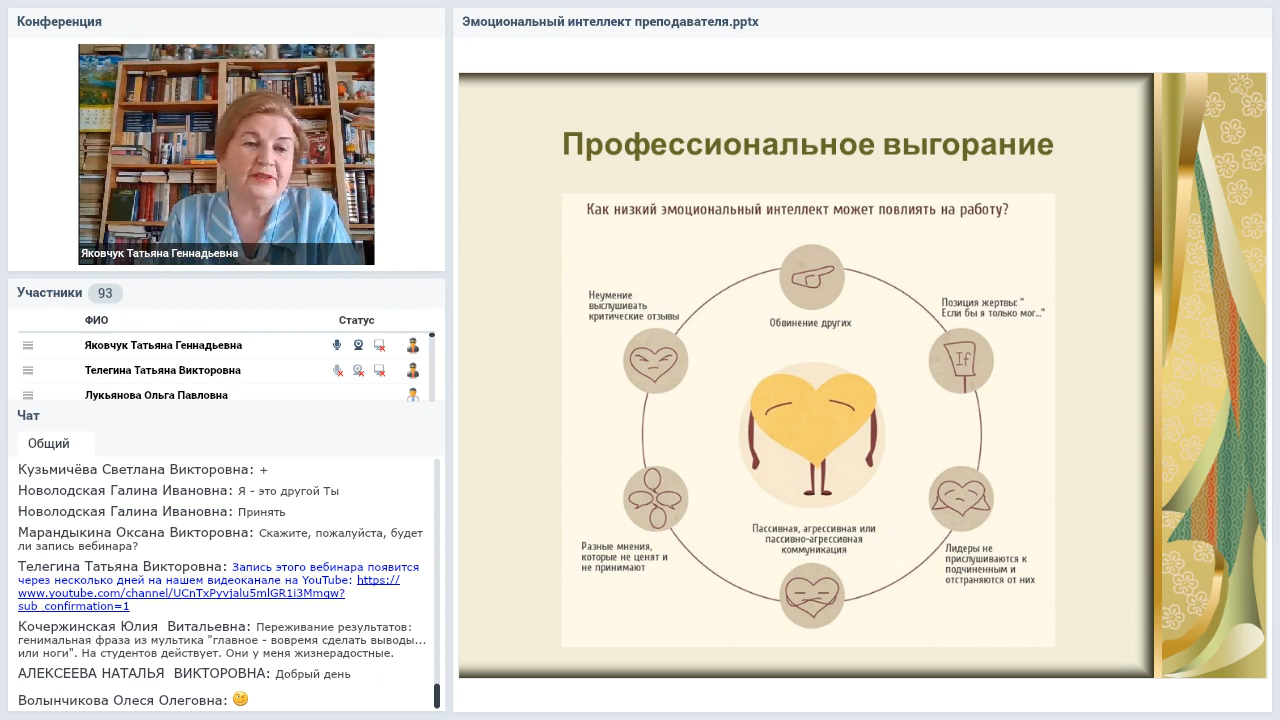 Конференция
Яковчук Татьяна Геннадьевна
Участники 93
ФИО Статус
Яковчук Татьяна Геннадьевна
Телегина Татьяна Викторовна
Лукьянова Ольга Павловна
Чат
Общий
Кузьмичёва Светлана Викторовна: +
Новолодская Галина Ивановна: Я - это другой Ты
Новолодская Галина Ивановна: Принять
Марандыкина Оксана Викторовна: Скажите, пожалуйста, будет
ли запись вебинара?
Телегина Татьяна Викторовна: Запись этого вебинара появится
через несколько дней на нашем видеоканале на YouTube: https://
www.youtube.com/channel/UCnTxPyvjalu5mlGR1i3Mmqw?
sub_confirmation=1
Кочержинская Юлия Витальевна: Переживание результатов:
генимальная фраза из мультика "главное - вовремя сделать выводы...
или ноги". На студентов действует. Они у меня жизнерадостные.
АЛЕКСЕЕВА НАТАЛЬЯ ВИКТОРОВНА: Добрый день
Волынчикова Олеся Олеговна:
Эмоциональный интеллект преподавателя.pptx
Профессиональное выгорание
Как низкий эмоциональный интеллект может повлиять на работу?
Неумение
выслушивать
критические отзывы
Обвинение других
Позиция жертвы: "
Если бы я только мог..."
If
Пассивная, агрессивная или
пассивно-агрессивная
коммуникация
Разные мнения,
которые не ценят и
не принимают
Лидеры не
прислушиваются к
подчиненным и
отстраняются от них